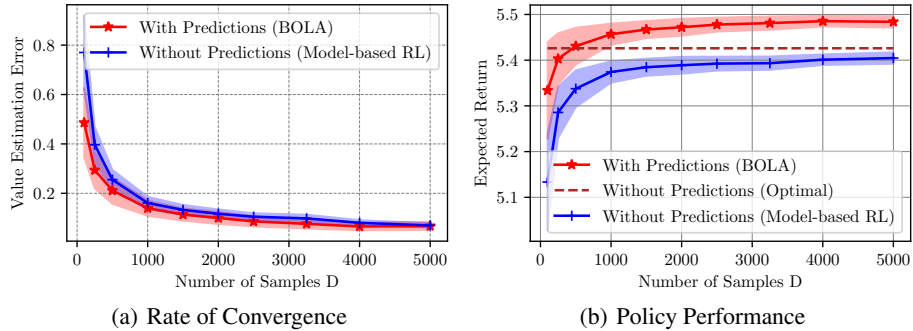 With Predictions (BOLA)
Without Predictions (Model-based RL)
Value Estimation Error
0.8
0.6
0.4
0.2
0
1000
2000
3000
4000
5000
Number of Samples D
(a) Rate of Convergence
5.5
5.4
5.3
5.2
5.1
Expected Return
With Predictions (BOLA)
Without Predictions (Optimal)
Without Predictions (Model-based RL)
0
1000
2000
3000
4000
5000
Number of Samples D
(b) Policy Performance